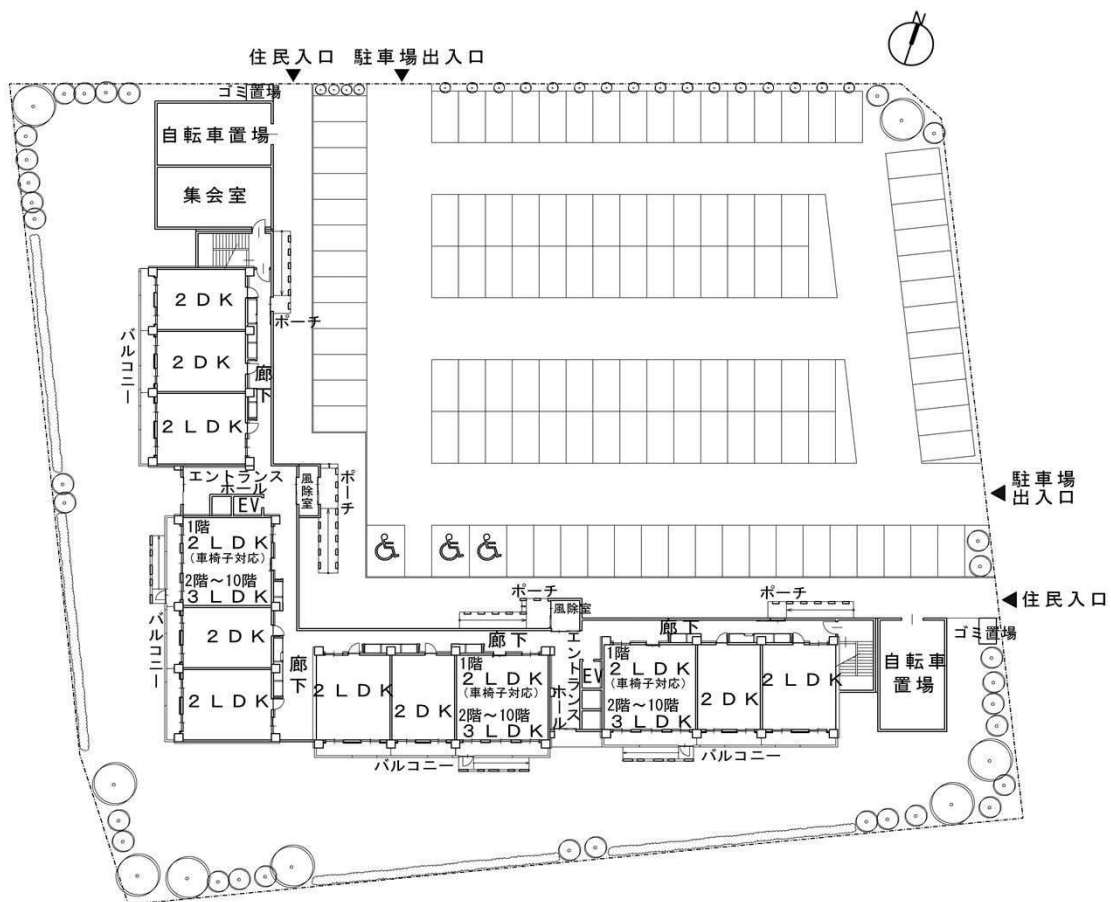 N
住民入口
駐車場出入口
ゴミ置場
自転車置場
集会室
2DK
ポーチ
バルコニー
2DK
廊下
2LDK
エントランス
ホール
風除室
ポーチ
EV
1階
2LDK
(車椅子対応)
2階~10階
3LDK
バルコニー
2DK
2LDK
廊下
駐車場
出入口
住民入口
ポーチ
風除室
ポーチ
ゴミ置場
廊下
廊下
エントランス
ホール
EV
自転車
置場
2LDK
2DK
1階
2LDK
(車椅子対応)
2階~10階
3LDK
1階
2LDK
(車椅子対応)
2階~10階
3LDK
2DK
2LDK
バルコニー
バルコニー